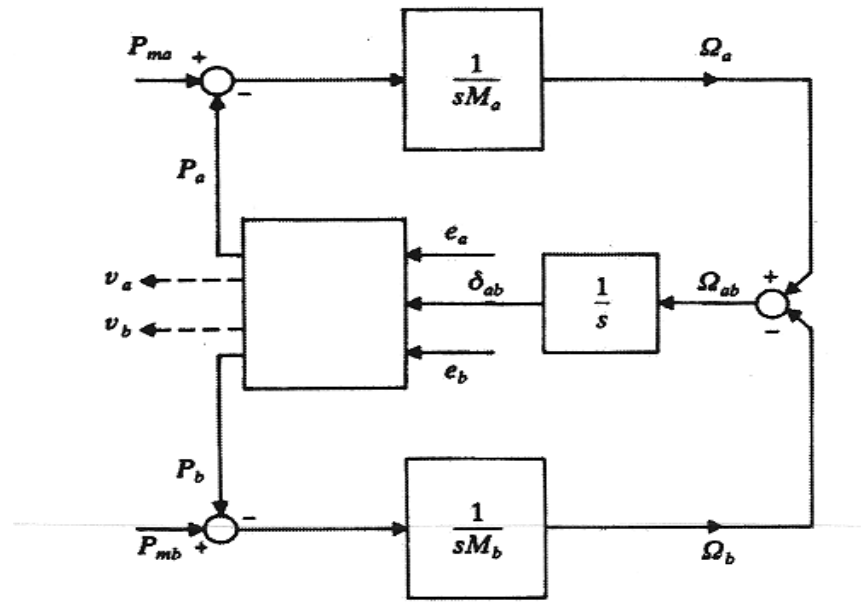 P_ma + −
1
sM_a
Ω_a
P_a
e_a
v_a
δ_ab
1
s
Ω_ab
+
−
v_b
e_b
P_b
P_mb + −
1
sM_b
Ω_b